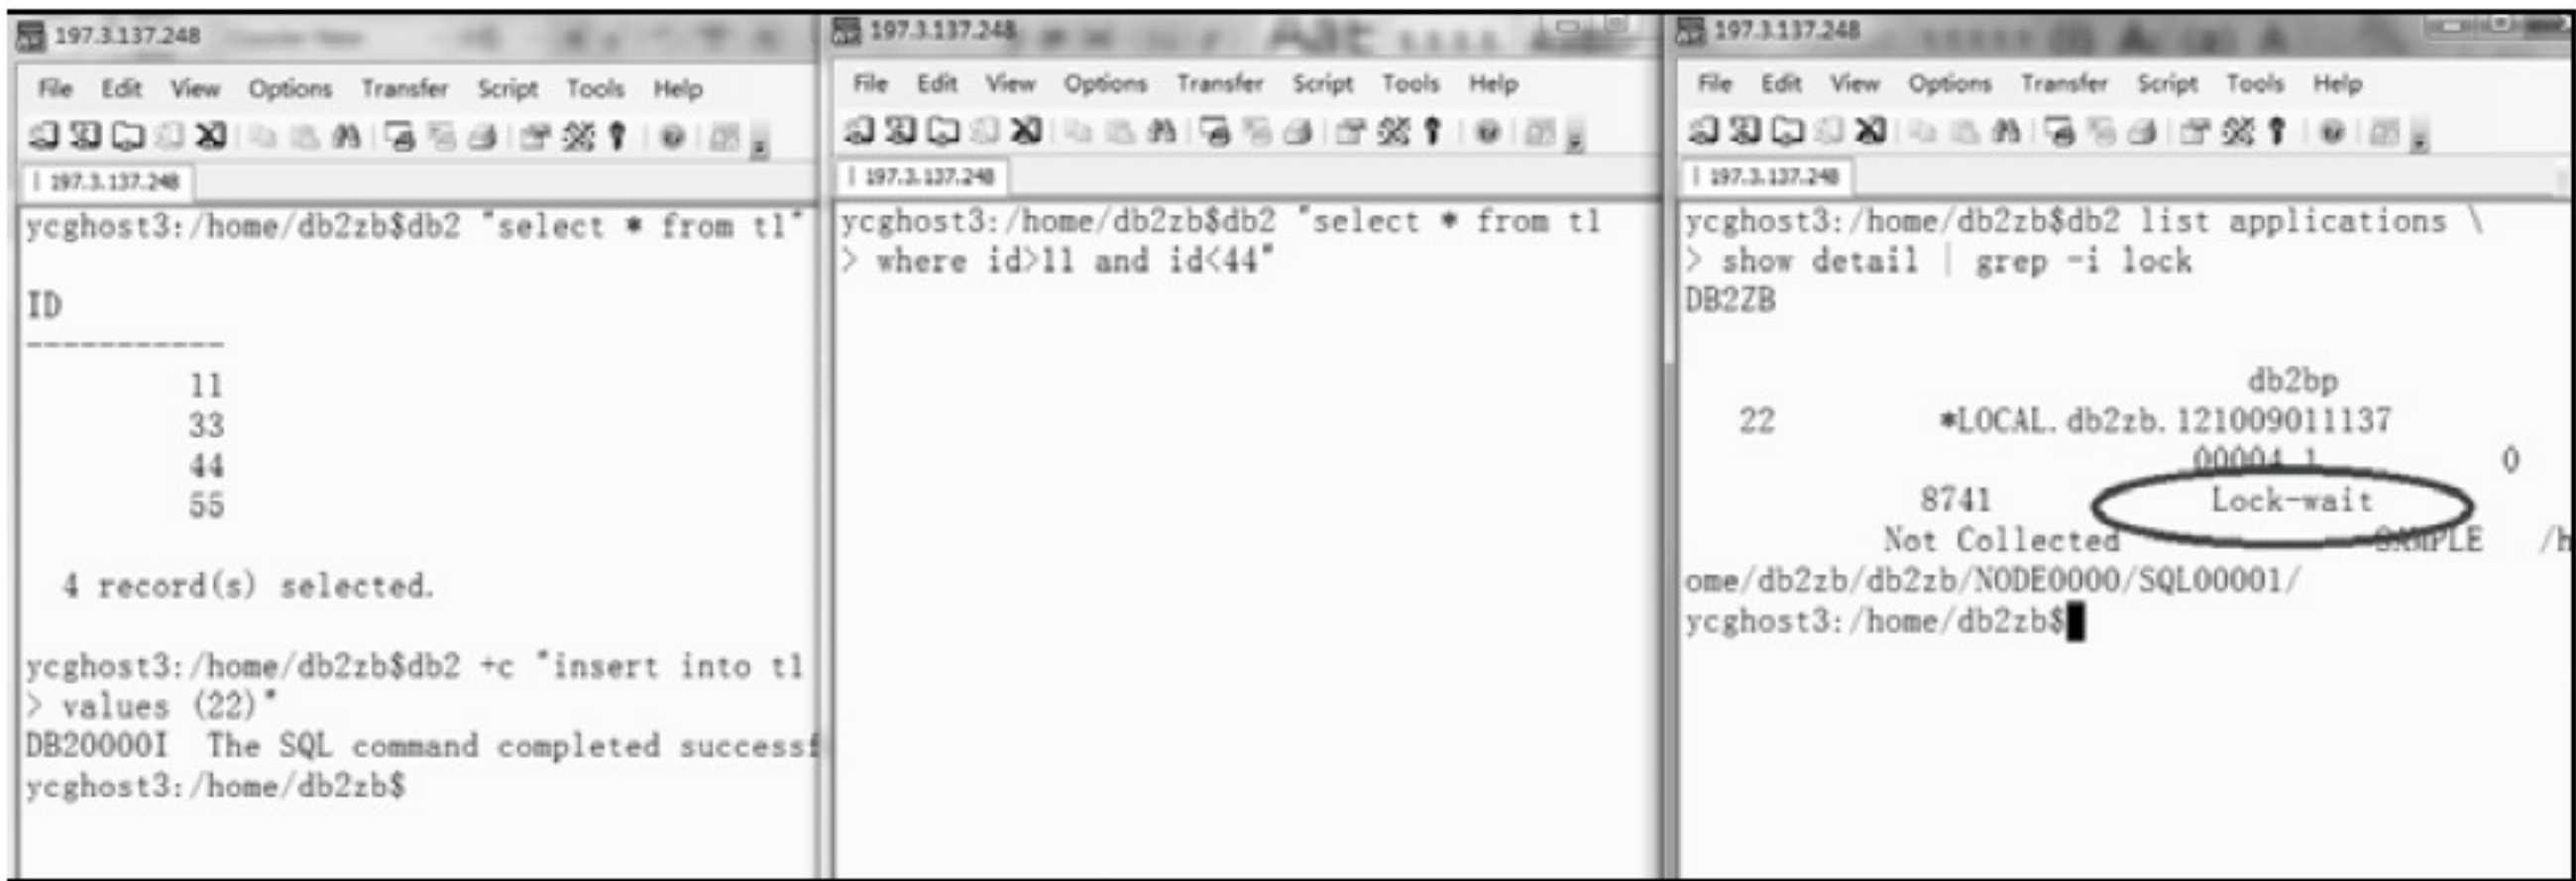 197.3.137.248
File Edit View Options Transfer Script Tools Help
197.3.137.248
ycghost3:/home/db2zb$db2 "select * from t1"
ID
-----------
11
33
44
55
4 record(s) selected.
ycghost3:/home/db2zb$db2 +c "insert into t1
> values (22)"
DB20000I The SQL command completed successf
ycghost3:/home/db2zb$
197.3.137.248
File Edit View Options Transfer Script Tools Help
197.3.137.248
ycghost3:/home/db2zb$db2 "select * from t1
> where id>11 and id<44"
197.3.137.248
File Edit View Options Transfer Script Tools Help
197.3.137.248
ycghost3:/home/db2zb$db2 list applications \
> show detail | grep -i lock
DB2ZB
db2bp
22 *LOCAL.db2zb.121009011137
00004 1 0
8741 Lock-wait
Not Collected SAMPLE /h
ome/db2zb/db2zb/NODE0000/SQL00001/
ycghost3:/home/db2zb$